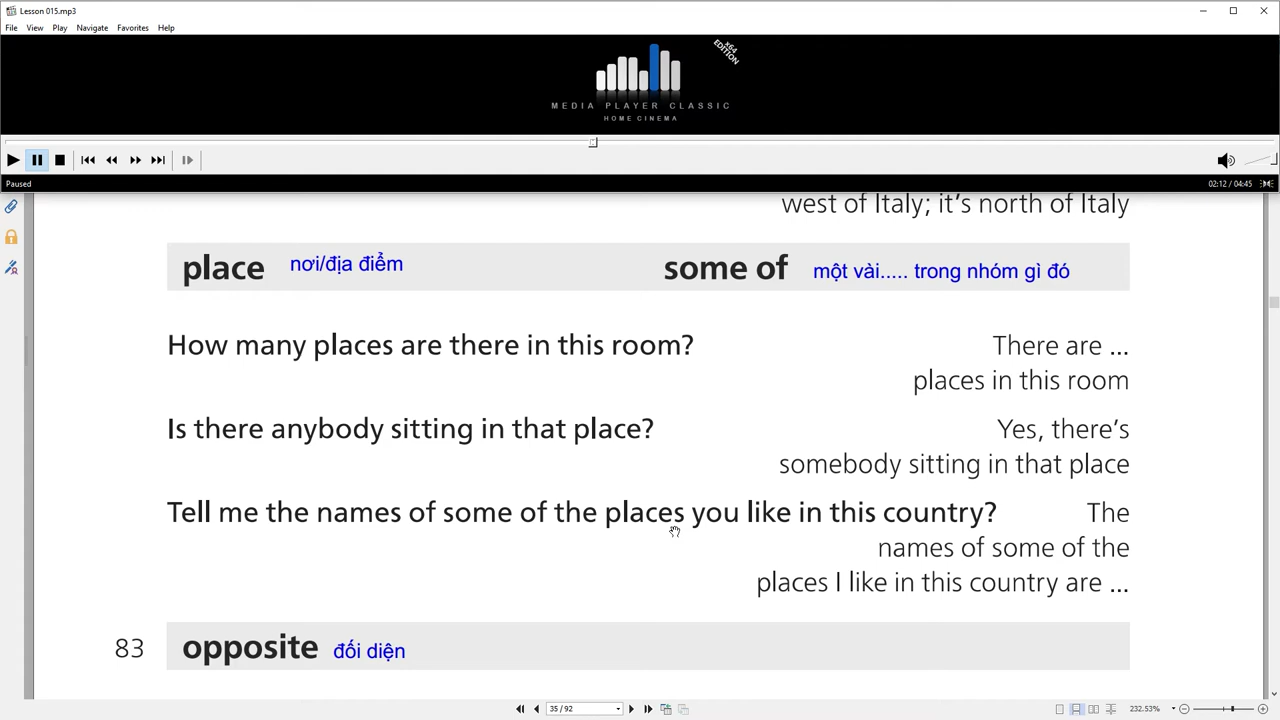 Lesson 015.mp3
File View Play Navigate Favorites Help
x64
EDITION
MEDIA PLAYER CLASSIC
HOME CINEMA
Paused 02:12 / 04:45
west of Italy; it's north of Italy
place nơi/địa điểm some of một vài..... trong nhóm gì đó
How many places are there in this room? There are ...
places in this room
Is there anybody sitting in that place? Yes, there's
somebody sitting in that place
Tell me the names of some of the places you like in this country? The
names of some of the
places I like in this country are ...
83 opposite đối diện
35 / 92 232.53%